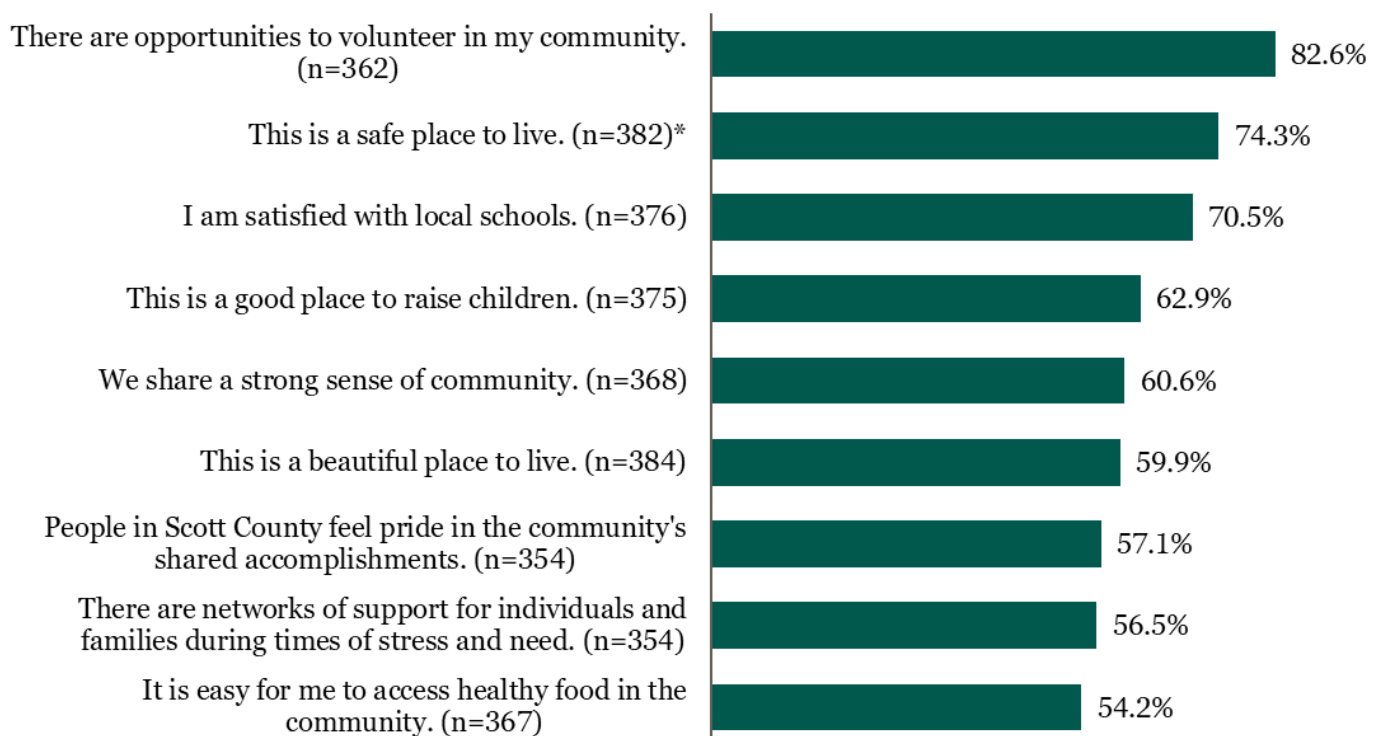 There are opportunities to volunteer in my community.
(n=362)
82.6%
This is a safe place to live. (n=382)*
74.3%
I am satisfied with local schools. (n=376)
70.5%
This is a good place to raise children. (n=375)
62.9%
We share a strong sense of community. (n=368)
60.6%
This is a beautiful place to live. (n=384)
59.9%
People in Scott County feel pride in the community's
shared accomplishments. (n=354)
57.1%
There are networks of support for individuals and
families during times of stress and need. (n=354)
56.5%
It is easy for me to access healthy food in the
community. (n=367)
54.2%